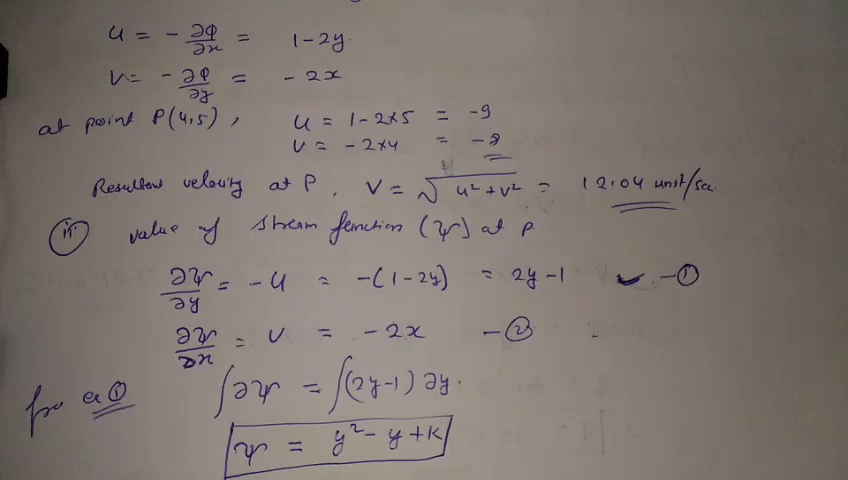 u = - ∂φ/∂x = 1-2y.
v = - ∂φ/∂y = - 2x
at point P(4,5), u = 1-2×5 = -9
v = -2×4 = -8
Resultant velocity at P, V = √u²+v² = 12.04 unit/sec.
(ii) value of stream function (ψ) at P.
∂ψ/∂y = -u = -(1-2y) = 2y-1 -①
∂ψ/∂x = v = -2x -②
from ①
∫∂ψ = ∫(2y-1) ∂y.
ψ = y²- y + k